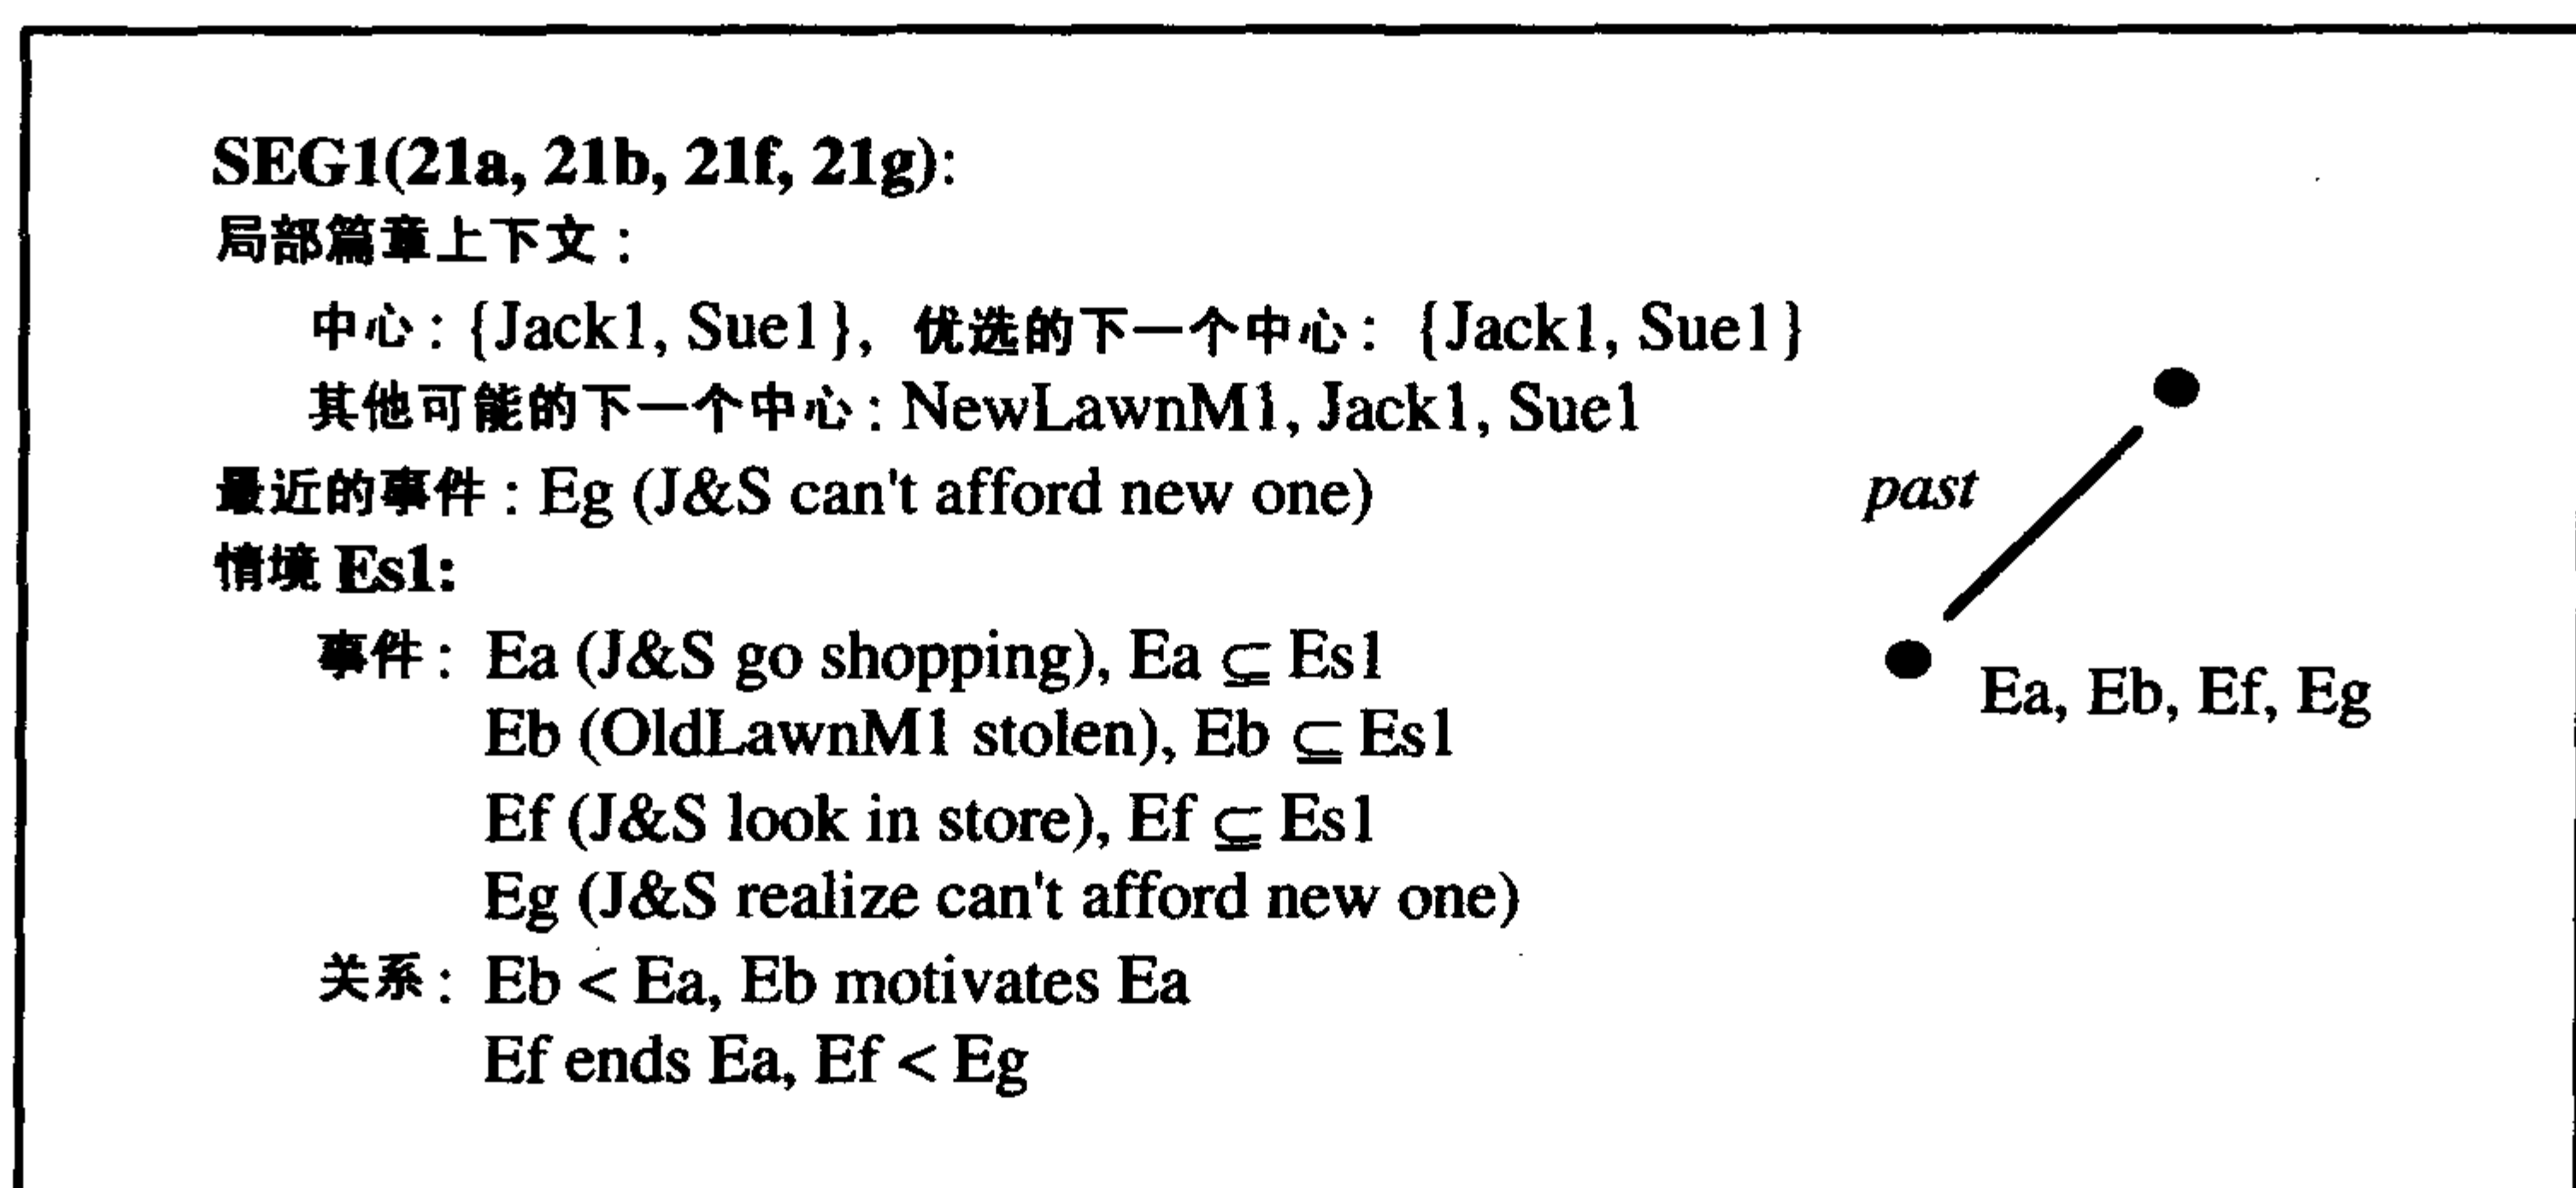 SEG1(21a, 21b, 21f, 21g):
局部篇章上下文：
中心：{Jack1, Sue1}, 优选的下一个中心：{Jack1, Sue1}
其他可能的下一个中心：NewLawnM1, Jack1, Sue1
最近的事件：Eg (J&S can't afford new one)
past
情境 Es1:
事件：Ea (J&S go shopping), Ea ⊆ Es1
Ea, Eb, Ef, Eg
Eb (OldLawnM1 stolen), Eb ⊆ Es1
Ef (J&S look in store), Ef ⊆ Es1
Eg (J&S realize can't afford new one)
关系：Eb < Ea, Eb motivates Ea
Ef ends Ea, Ef < Eg